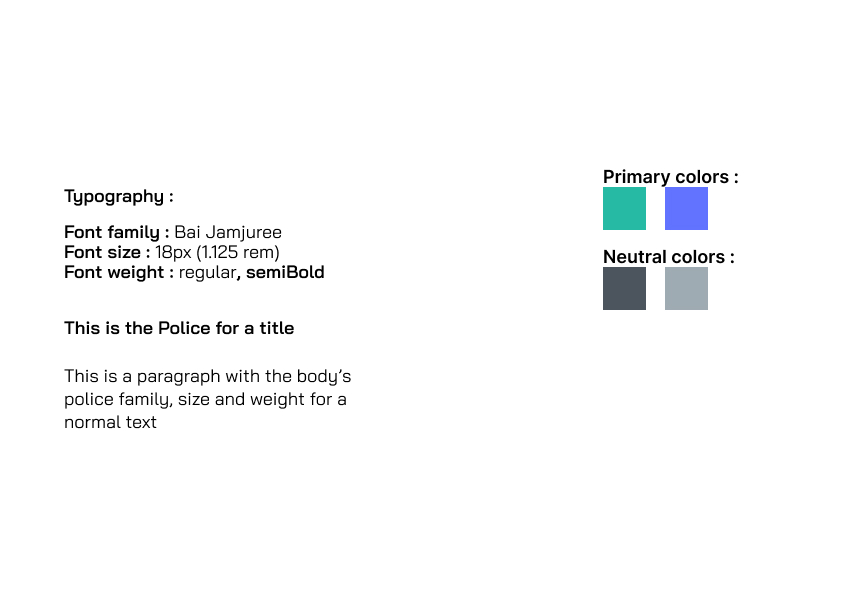 Typography :
Font family : Bai Jamjuree
Font size : 18px (1.125 rem)
Font weight : regular, semiBold
This is the Police for a title
This is a paragraph with the body’s
police family, size and weight for a
normal text
Primary colors :
Neutral colors :